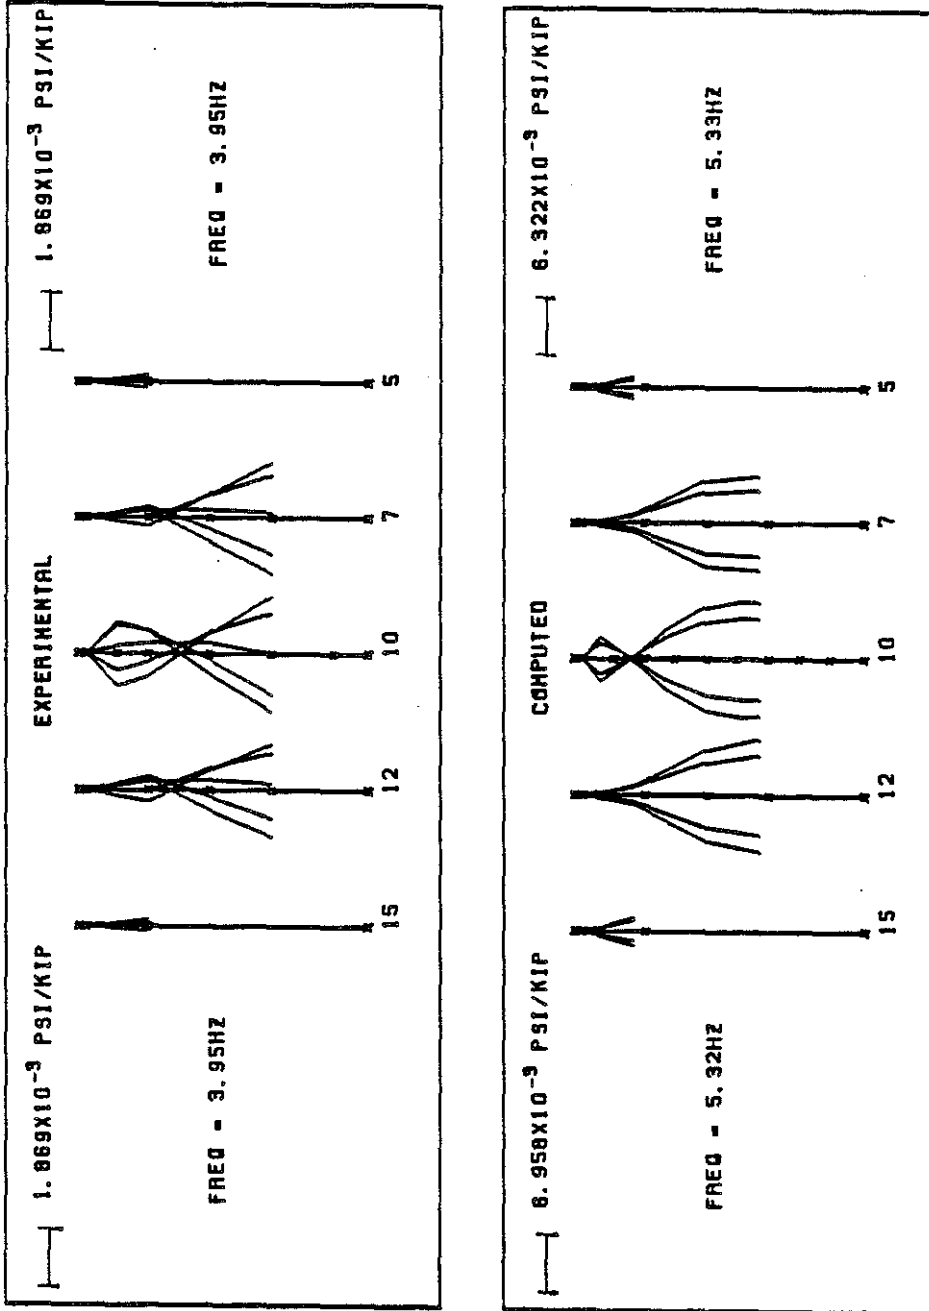 1.869X10⁻³ PSI/KIP
EXPERIMENTAL
1.869X10⁻³ PSI/KIP
FREQ = 3.95HZ
FREQ = 3.95HZ
15 12 10 7 5
6.958X10⁻³ PSI/KIP
COMPUTED
6.322X10⁻³ PSI/KIP
FREQ = 5.32HZ
FREQ = 5.33HZ
15 12 10 7 5